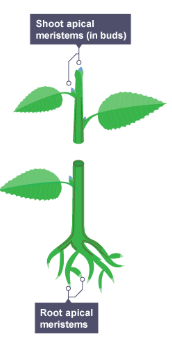 Shoot apical
meristems (in buds)
Root apical
meristems